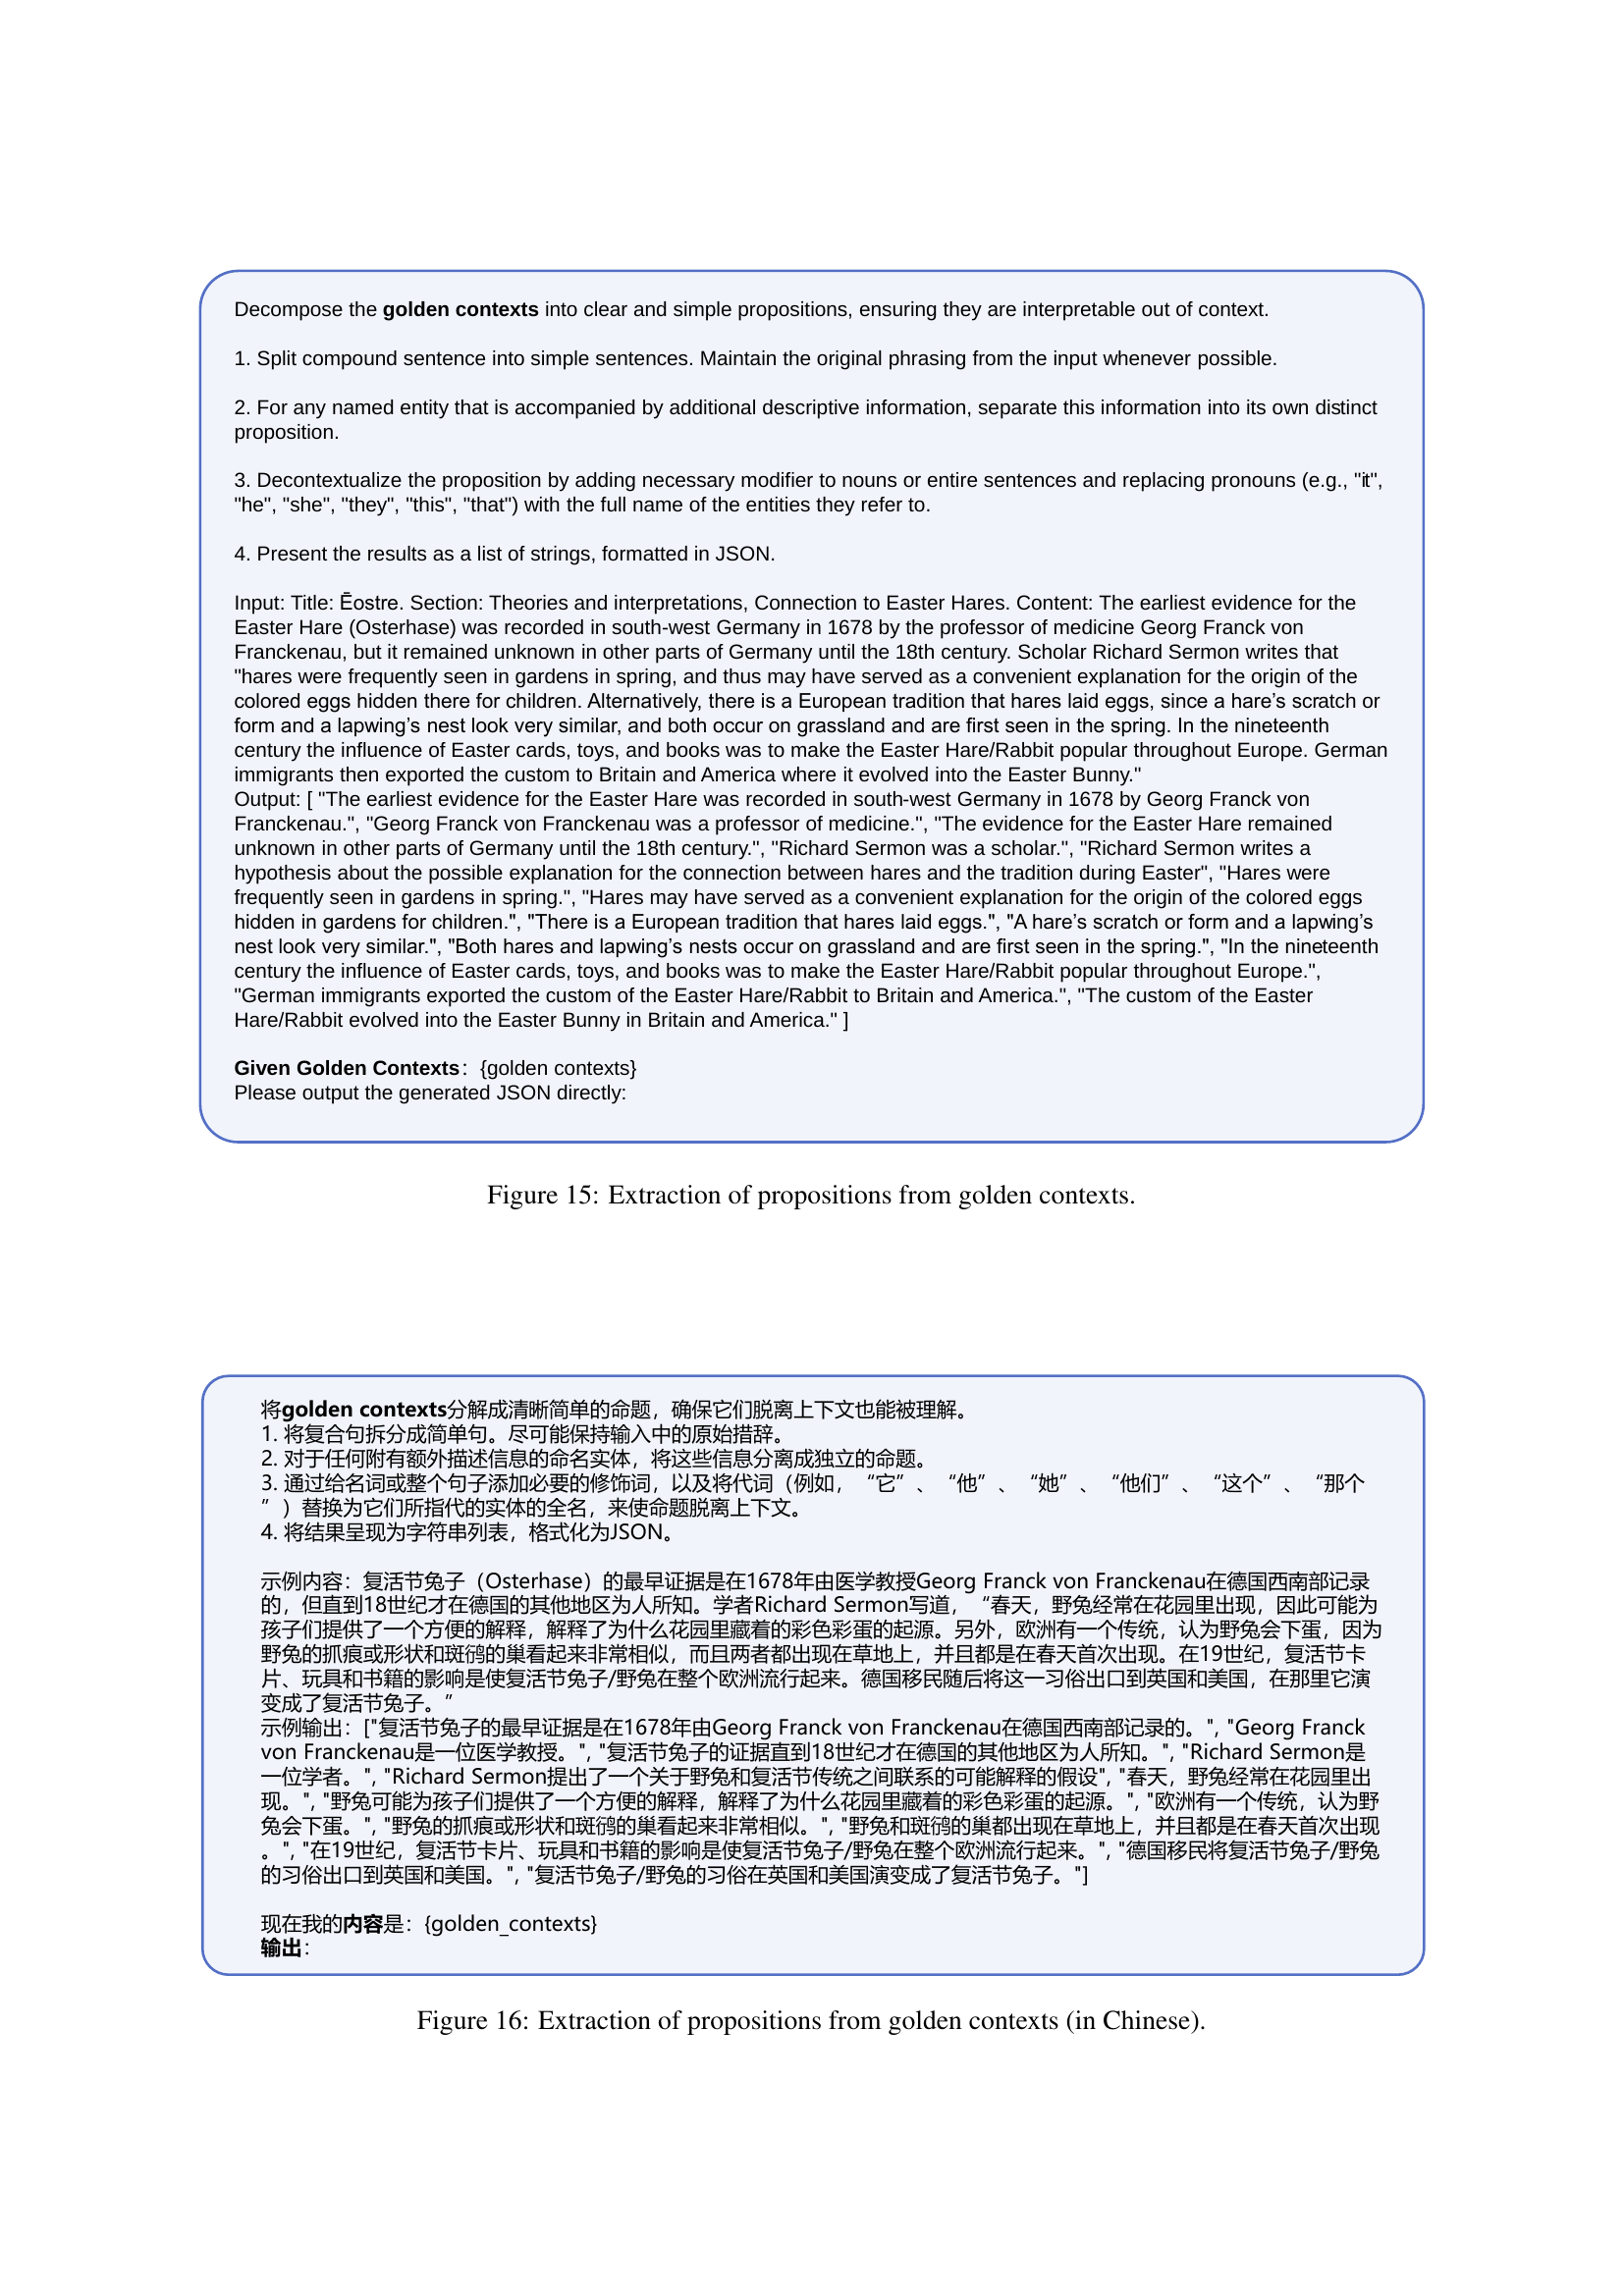 Decompose the golden contexts into clear and simple propositions, ensuring they are interpretable out of context.
1. Split compound sentence into simple sentences. Maintain the original phrasing from the input whenever possible.
2. For any named entity that is accompanied by additional descriptive information, separate this information into its own distinct
proposition.
3. Decontextualize the proposition by adding necessary modifier to nouns or entire sentences and replacing pronouns (e.g., "it",
"he", "she", "they", "this", "that") with the full name of the entities they refer to.
4. Present the results as a list of strings, formatted in JSON.
Input: Title: Ēostre. Section: Theories and interpretations, Connection to Easter Hares. Content: The earliest evidence for the
Easter Hare (Osterhase) was recorded in south-west Germany in 1678 by the professor of medicine Georg Franck von
Franckenau, but it remained unknown in other parts of Germany until the 18th century. Scholar Richard Sermon writes that
"hares were frequently seen in gardens in spring, and thus may have served as a convenient explanation for the origin of the
colored eggs hidden there for children. Alternatively, there is a European tradition that hares laid eggs, since a hare’s scratch or
form and a lapwing’s nest look very similar, and both occur on grassland and are first seen in the spring. In the nineteenth
century the influence of Easter cards, toys, and books was to make the Easter Hare/Rabbit popular throughout Europe. German
immigrants then exported the custom to Britain and America where it evolved into the Easter Bunny."
Output: [ "The earliest evidence for the Easter Hare was recorded in south-west Germany in 1678 by Georg Franck von
Franckenau.", "Georg Franck von Franckenau was a professor of medicine.", "The evidence for the Easter Hare remained
unknown in other parts of Germany until the 18th century.", "Richard Sermon was a scholar.", "Richard Sermon writes a
hypothesis about the possible explanation for the connection between hares and the tradition during Easter", "Hares were
frequently seen in gardens in spring.", "Hares may have served as a convenient explanation for the origin of the colored eggs
hidden in gardens for children.", "There is a European tradition that hares laid eggs.", "A hare’s scratch or form and a lapwing’s
nest look very similar.", "Both hares and lapwing’s nests occur on grassland and are first seen in the spring.", "In the nineteenth
century the influence of Easter cards, toys, and books was to make the Easter Hare/Rabbit popular throughout Europe.",
"German immigrants exported the custom of the Easter Hare/Rabbit to Britain and America.", "The custom of the Easter
Hare/Rabbit evolved into the Easter Bunny in Britain and America." ]
Given Golden Contexts：{golden contexts}
Please output the generated JSON directly:
Figure 15: Extraction of propositions from golden contexts.
将golden contexts分解成清晰简单的命题，确保它们脱离上下文也能被理解。
1. 将复合句拆分成简单句。尽可能保持输入中的原始措辞。
2. 对于任何附有额外描述信息的命名实体，将这些信息分离成独立的命题。
3. 通过给名词或整个句子添加必要的修饰词，以及将代词（例如，“它”、“他”、“她”、“他们”、“这个”、“那个
”）替换为它们所指代的实体的全名，来使命题脱离上下文。
4. 将结果呈现为字符串列表，格式化为JSON。
示例内容：复活节兔子（Osterhase）的最早证据是在1678年由医学教授Georg Franck von Franckenau在德国西南部记录
的，但直到18世纪才在德国的其他地区为人所知。学者Richard Sermon写道，“春天，野兔经常在花园里出现，因此可能为
孩子们提供了一个方便的解释，解释了为什么花园里藏着的彩色彩蛋的起源。另外，欧洲有一个传统，认为野兔会下蛋，因为
野兔的抓痕或形状和斑鸻的巢看起来非常相似，而且两者都出现在草地上，并且都是在春天首次出现。在19世纪，复活节卡
片、玩具和书籍的影响是使复活节兔子/野兔在整个欧洲流行起来。德国移民随后将这一习俗出口到英国和美国，在那里它演
变成了复活节兔子。”
示例输出：["复活节兔子的最早证据是在1678年由Georg Franck von Franckenau在德国西南部记录的。", "Georg Franck
von Franckenau是一位医学教授。", "复活节兔子的证据直到18世纪才在德国的其他地区为人所知。", "Richard Sermon是
一位学者。", "Richard Sermon提出了一个关于野兔和复活节传统之间联系的可能解释的假设", "春天，野兔经常在花园里出
现。", "野兔可能为孩子们提供了一个方便的解释，解释了为什么花园里藏着的彩色彩蛋的起源。", "欧洲有一个传统，认为野
兔会下蛋。", "野兔的抓痕或形状和斑鸻的巢看起来非常相似。", "野兔和斑鸻的巢都出现在草地上，并且都是在春天首次出现
。", "在19世纪，复活节卡片、玩具和书籍的影响是使复活节兔子/野兔在整个欧洲流行起来。", "德国移民将复活节兔子/野兔
的习俗出口到英国和美国。", "复活节兔子/野兔的习俗在英国和美国演变成了复活节兔子。"]
现在我的内容是：{golden_contexts}
输出：
Figure 16: Extraction of propositions from golden contexts (in Chinese).